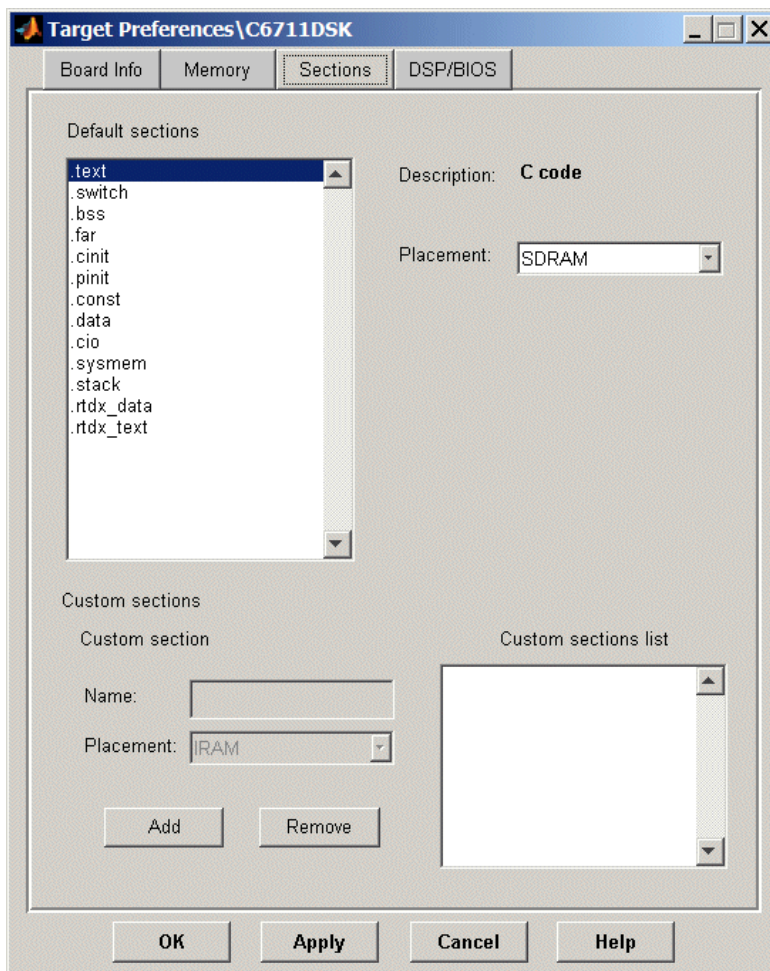 Target Preferences\C6711DSK
Board Info Memory Sections DSP/BIOS
Default sections
.text
.switch
.bss
.far
.cinit
.pinit
.const
.data
.cio
.sysmem
.stack
.rtdx_data
.rtdx_text
Description: C code
Placement: SDRAM
Custom sections
Custom section
Name:
Placement: IRAM
Add Remove
Custom sections list
OK Apply Cancel Help